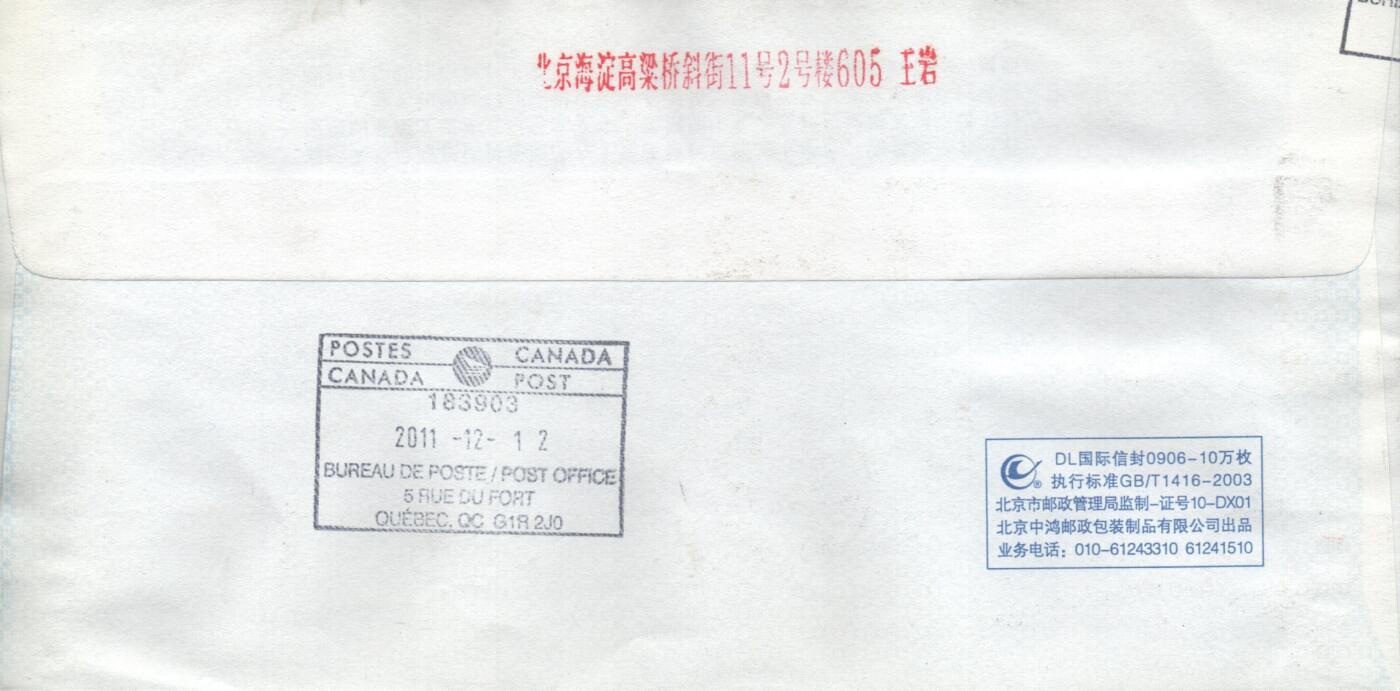 北京海淀高梁桥斜街11号2号楼605 王岩
POSTES CANADA
CANADA POST
183903
2011 -12- 1 2
BUREAU DE POSTE / POST OFFICE
5 RUE DU FORT
QUÉBEC, QC G1R 2J0
DL国际信封0906-10万枚
执行标准GB/T1416-2003
北京市邮政管理局监制-证号10-DX01
北京中鸿邮政包装制品有限公司出品
业务电话：010-61243310 61241510